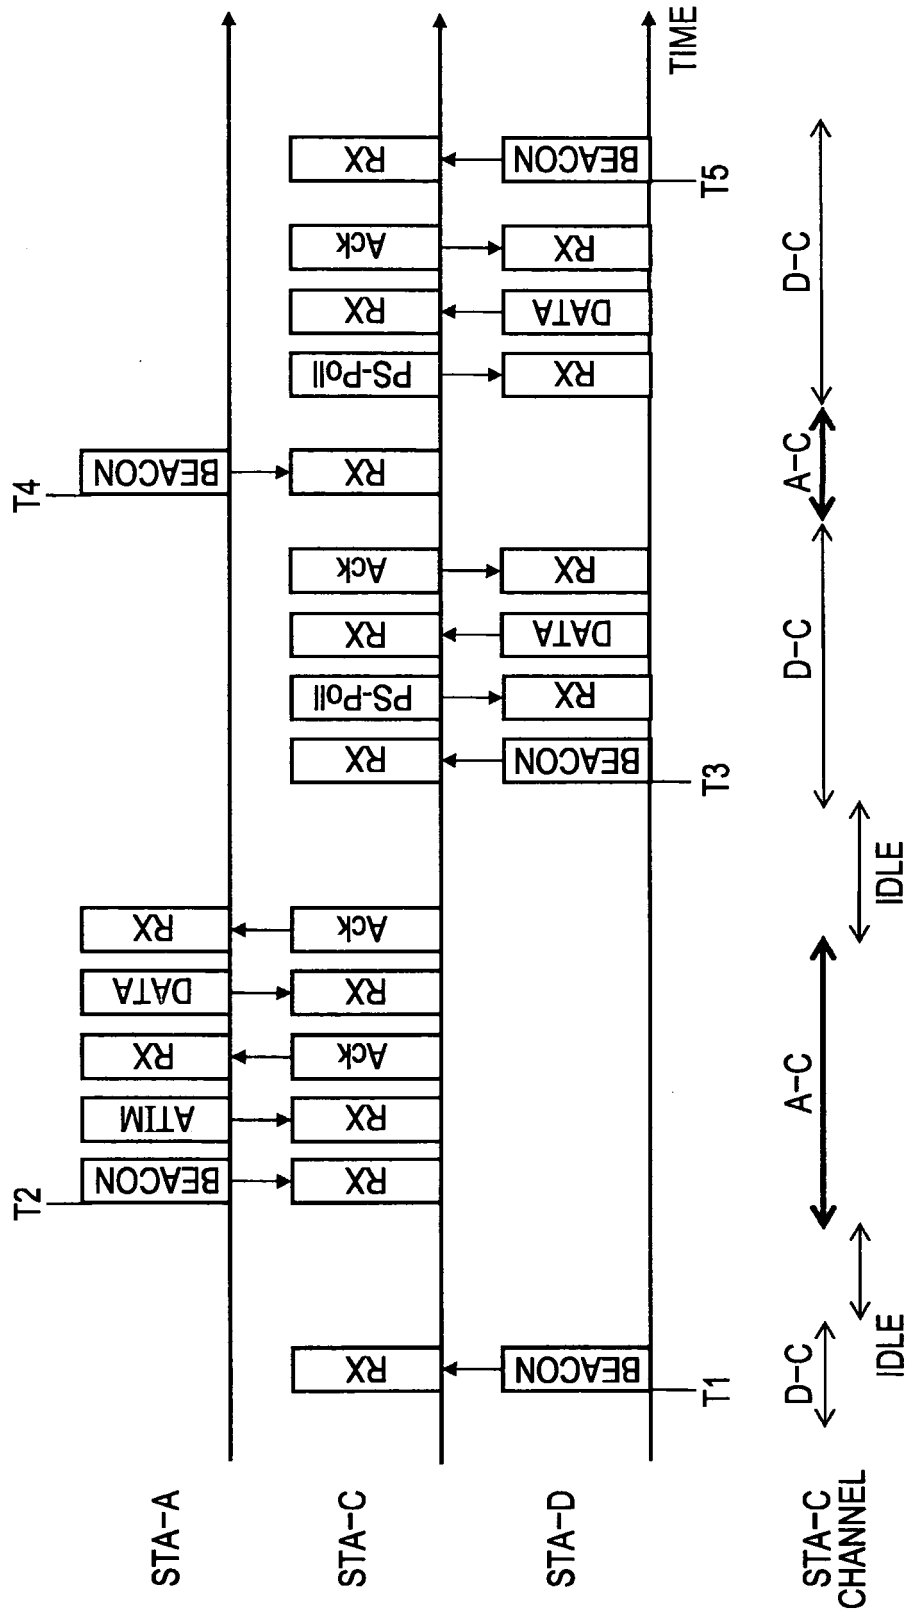 T2 T4
STA-A BEACON ATIM RX DATA RX BEACON
STA-C RX RX RX Ack RX Ack RX PS-Poll RX Ack RX PS-Poll RX Ack RX
STA-D BEACON BEACON RX DATA RX RX DATA RX BEACON
T1 T3 T5 TIME
STA-C D-C A-C D-C A-C D-C
CHANNEL
IDLE IDLE